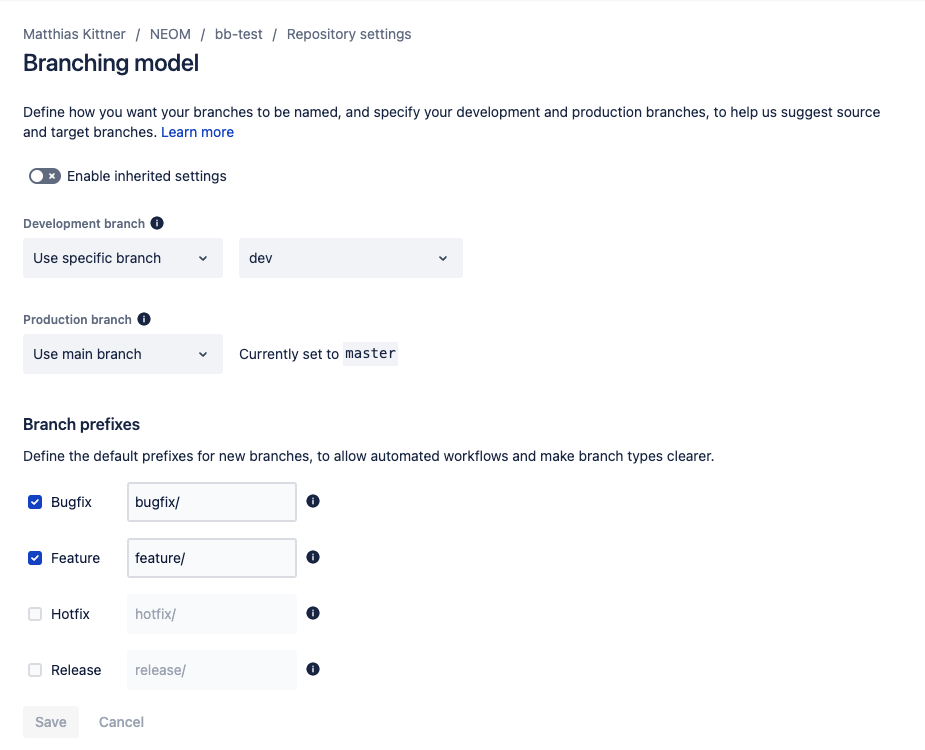 Matthias Kittner / NEOM / bb-test / Repository settings
Branching model
Define how you want your branches to be named, and specify your development and production branches, to help us suggest source
and target branches. Learn more
Enable inherited settings
Development branch
Use specific branch dev
Production branch
Use main branch Currently set to master
Branch prefixes
Define the default prefixes for new branches, to allow automated workflows and make branch types clearer.
Bugfix bugfix/
Feature feature/
Hotfix hotfix/
Release release/
Save Cancel